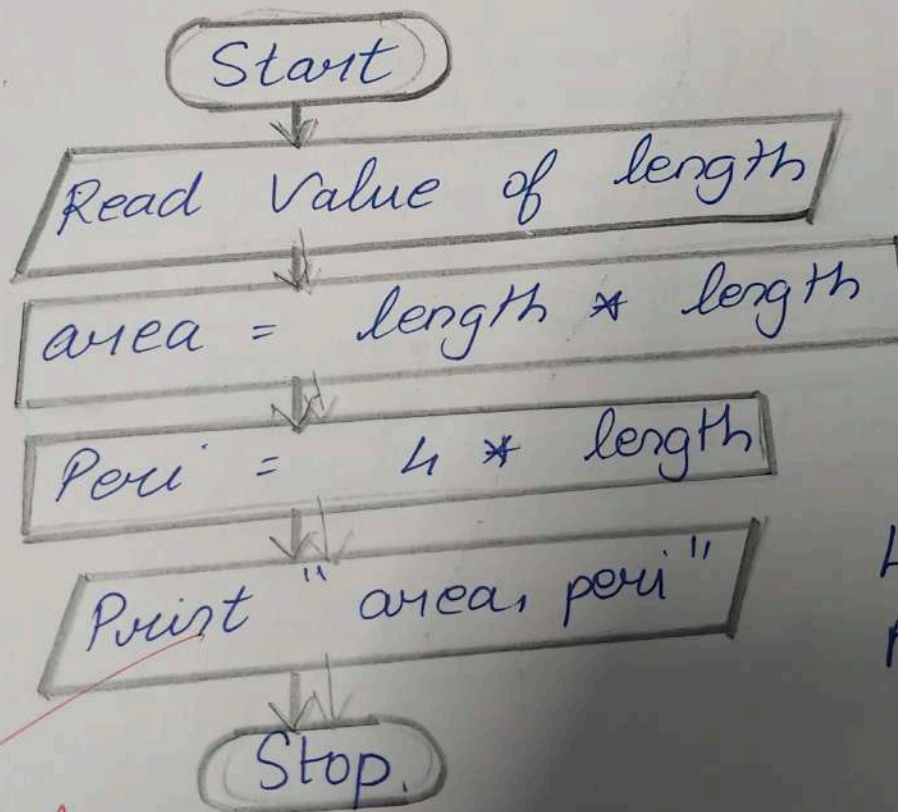 Start
Read Value of length
area = length * length
Peri = 4 * length
Print " area, peri "
Stop.